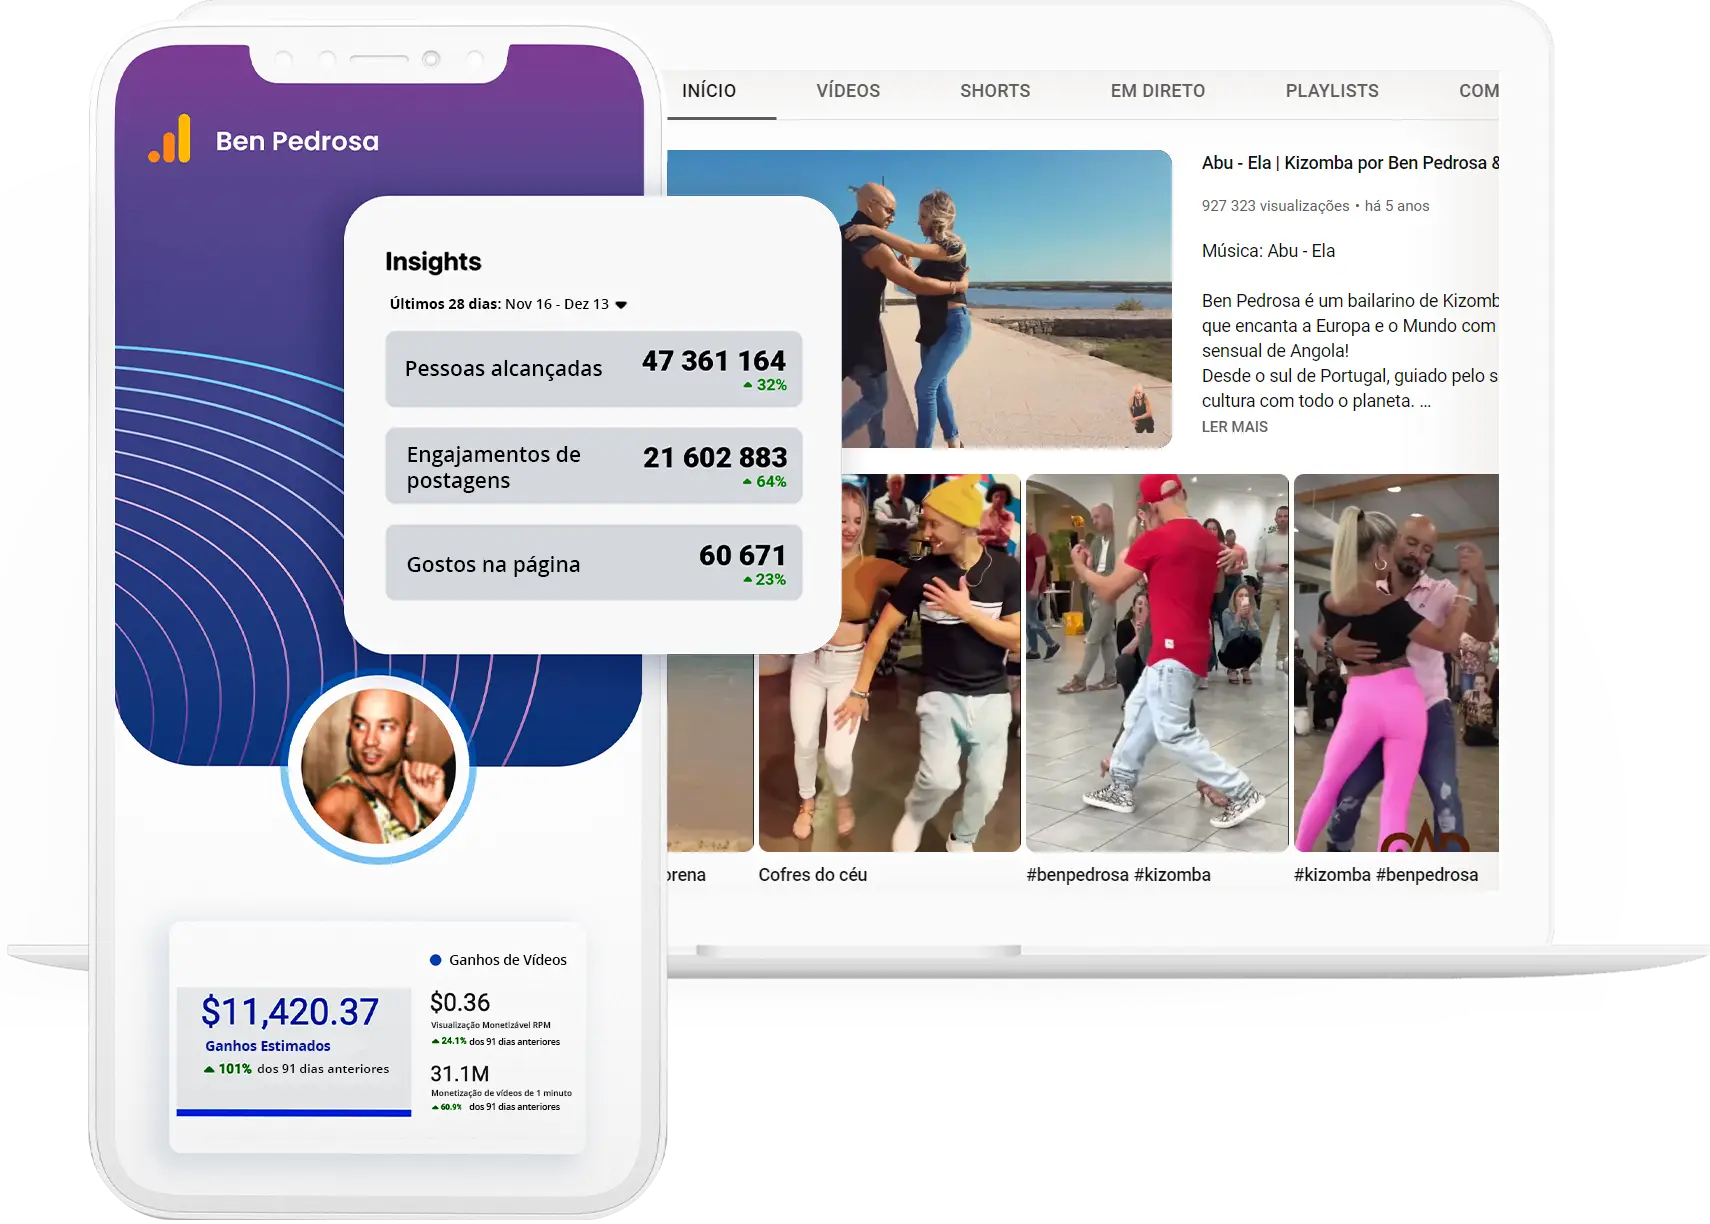 Ben Pedrosa
Insights
Últimos 28 dias: Nov 16 - Dez 13
Pessoas alcançadas
47 361 164
32%
Engajamentos de
postagens
21 602 883
64%
Gostos na página
60 671
23%
Ganhos de Vídeos
$11,420.37
Ganhos Estimados
101% dos 91 dias anteriores
$0.36
Visualização Monetizável RPM
24.1% dos 91 dias anteriores
31.1M
Monetização de vídeos de 1 minuto
60.9% dos 91 dias anteriores
INÍCIO VÍDEOS SHORTS EM DIRETO PLAYLISTS COM
Abu - Ela | Kizomba por Ben Pedrosa &
927 323 visualizações • há 5 anos
Música: Abu - Ela
Ben Pedrosa é um bailarino de Kizomb
que encanta a Europa e o Mundo com
sensual de Angola!
Desde o sul de Portugal, guiado pelo s
cultura com todo o planeta. ...
LER MAIS
orena
Cofres do céu
#benpedrosa #kizomba
#kizomba #benpedrosa